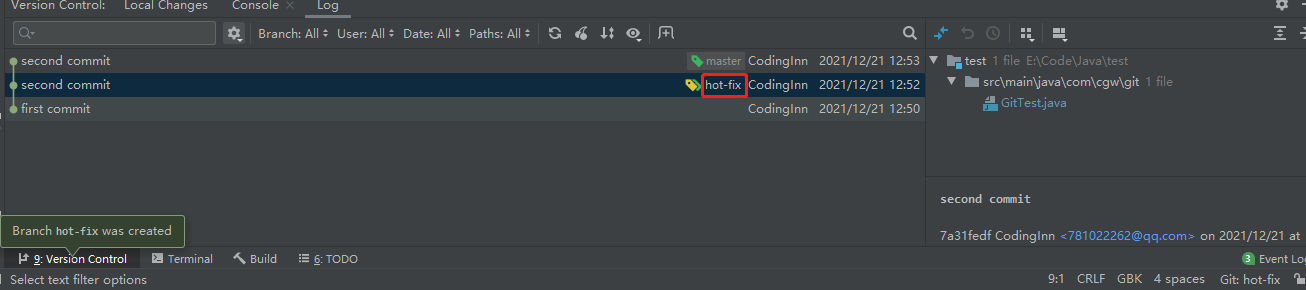 Version Control: Local Changes Console × Log
Branch: All User: All Date: All Paths: All
second commit master CodingInn 2021/12/21 12:53
second commit hot-fix CodingInn 2021/12/21 12:52
first commit CodingInn 2021/12/21 12:50
test 1 file E:\Code\Java\test
src\main\java\com\cgw\git 1 file
GitTest.java
second commit
7a31fedf CodingInn <781022262@qq.com> on 2021/12/21 at
Branch hot-fix was created
9: Version Control Terminal Build 6: TODO 3 Event Log
Select text filter options 9:1 CRLF GBK 4 spaces Git: hot-fix